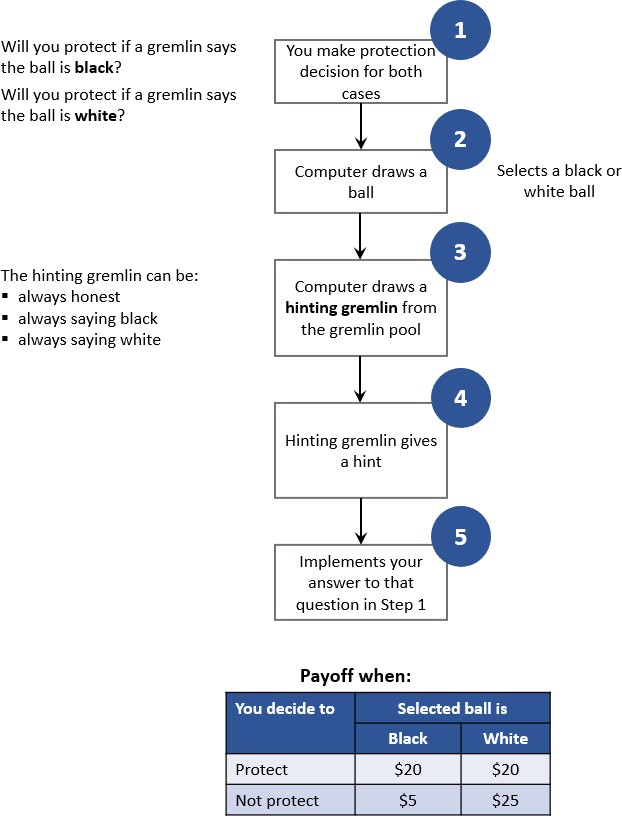 1
Will you protect if a gremlin says
the ball is black?
Will you protect if a gremlin says
the ball is white?
You make protection
decision for both
cases
2
Computer draws a
ball
Selects a black or
white ball
3
The hinting gremlin can be:
▪ always honest
▪ always saying black
▪ always saying white
Computer draws a
hinting gremlin from
the gremlin pool
4
Hinting gremlin gives
a hint
5
Implements your
answer to that
question in Step 1
Payoff when:
You decide to Selected ball is
Black White
Protect $20 $20
Not protect $5 $25